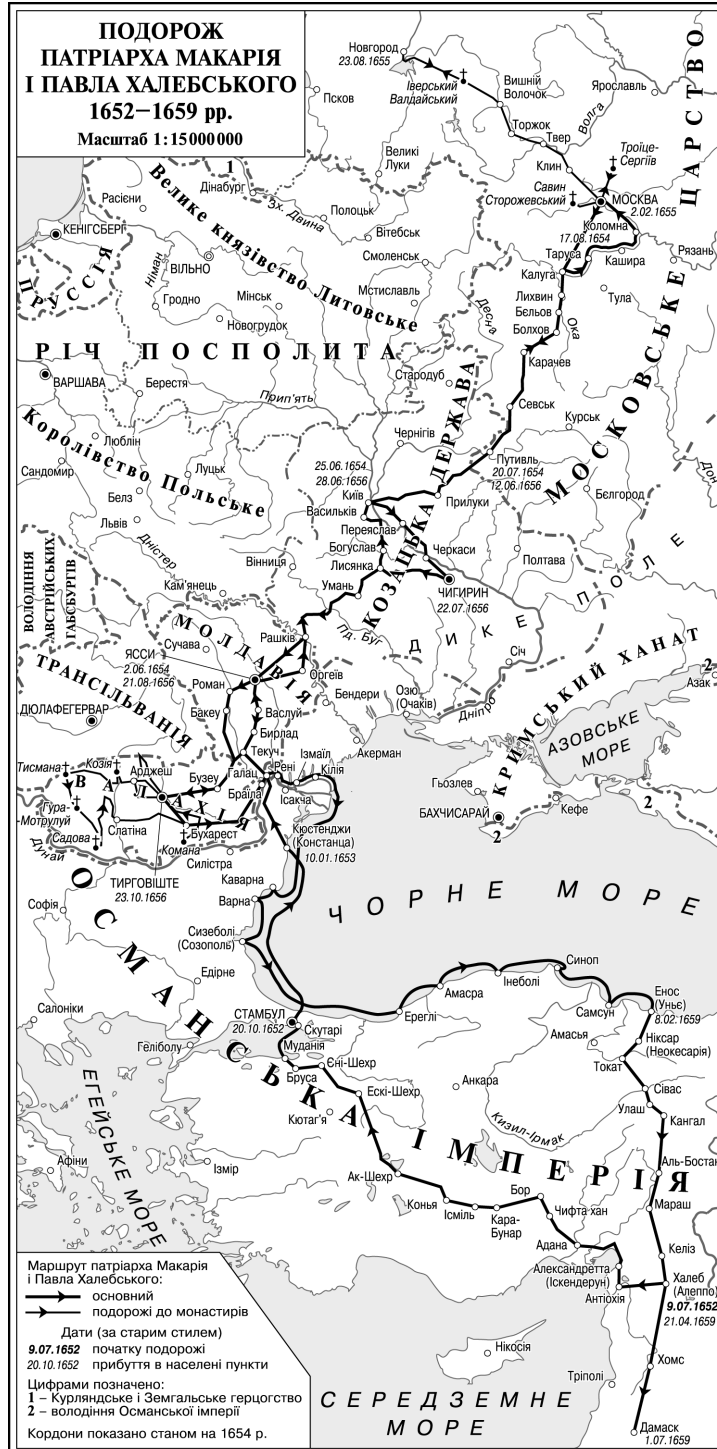 ПОДОРОЖ
ПАТРІАРХА МАКАРІЯ
І ПАВЛА ХАЛЕБСЬКОГО
1652–1659 рр.
Масштаб 1:15000000
Новгород
23.08.1655
Іверський
Валдайський
Вишній
Волочок
Ярославль
Псков
Торжок
Волга
Твер
Великі
Луки
Клин
Троїце-
Сергіїв
ЦАРСТВО
1
Дінабург
Зх. Двина
Полоцьк
Савин
Сторожевський
МОСКВА
2.02.1655
Расієни
Велике князівство Литовське
Вітебськ
Коломна
17.08.1654
КЕНІГСБЕРГ
Смоленськ
Таруса
Кашира
Рязань
ПРУССІЯ
Німан
ВІЛЬНО
Калуга
Тула
Гродно
Мінськ
Мстиславль
Десна
Лихвин
Бельов
Новогрудок
Болхов
Ока
РІЧ ПОСПОЛИТА
Карачев
МОСКОВСЬКЕ
ВАРШАВА
Берестя
Прип'ять
Стародуб
Севськ
Курськ
Королівство Польське
Люблін
Чернігів
КОЗАЦЬКА ДЕРЖАВА
Сандомир
Луцьк
25.06.1654
28.06.1656
Путивль
20.07.1654
12.06.1656
Дон
Белз
Київ
Прилуки
Бєлгород
Васильків
Львів
Переяслав
Дністер
Богуслав
Черкаси
Полтава
Вінниця
Лисянка
ВОЛОДІННЯ
АВСТРІЙСЬКИХ
ГАБСБУРГІВ
Кам'янець
Умань
ЧИГИРИН
22.07.1656
ДИКЕ ПОЛЕ
МОЛДАВІЯ
Рашків
Пд. Буг
ЯССИ
2.06.1654
21.08.1656
Сучава
Січ
2
ТРАНСІЛЬВАНІЯ
Оргеїв
Роман
Бендери
Озю
(Очаків)
Дніпро
КРИМСЬКИЙ ХАНАТ
Азак
ДЮЛАФЕГЕРВАР
Бакеу
Васлуй
Бирлад
Акерман
АЗОВСЬКЕ
МОРЕ
Текуч
Ізмаїл
Тисмана
Козія
Арджеш
Галац
Рені
Кілія
ВАЛАХІЯ
Бузеу
Браїла
Ісакча
Гьозлев
Гура-
Мотрулуй
БАХЧИСАРАЙ
Кефе
2
2
Слатіна
Бухарест
Кюстенджи
(Констанца)
10.01.1653
Садова
Комана
Дунай
Силістра
ТИРГОВІШТЕ
23.10.1656
Каварна
ЧОРНЕ МОРЕ
Варна
Софія
ОСМАНСЬКА ІМПЕРІЯ
Сизеболі
(Созополь)
Синоп
Едірне
Інеболі
Амасра
Енос
(Уньє)
8.02.1659
Салоніки
СТАМБУЛ
20.10.1652
Ереглі
Самсун
Скутарі
Амасья
Ніксар
(Неокесарія)
Геліболу
Муданія
Токат
Бруса
Єні-Шехр
Анкара
Сівас
ЕГЕЙСЬКЕ МОРЕ
Ескі-Шехр
Улаш
Кангал
Кютаг'я
Кизил-Ірмак
Афіни
Ізмір
Аль-Бостан
Ак-Шехр
Бор
Конья
Ісміль
Кара-
Бунар
Чифта хан
Мараш
Адана
Келіз
Александретта
(Іскендерун)
Халеб
(Алеппо)
Антіохія
9.07.1652
21.04.1659
Нікосія
Хомс
Тріполі
СЕРЕДЗЕМНЕ
МОРЕ
Дамаск
1.07.1659
Маршрут патріарха Макарія
і Павла Халебського:
основний
подорожі до монастирів
Дати (за старим стилем)
9.07.1652 початку подорожі
20.10.1652 прибуття в населені пункти
Цифрами позначено:
1 – Курляндське і Земгальське герцогство
2 – володіння Османської імперії
Кордони показано станом на 1654 р.